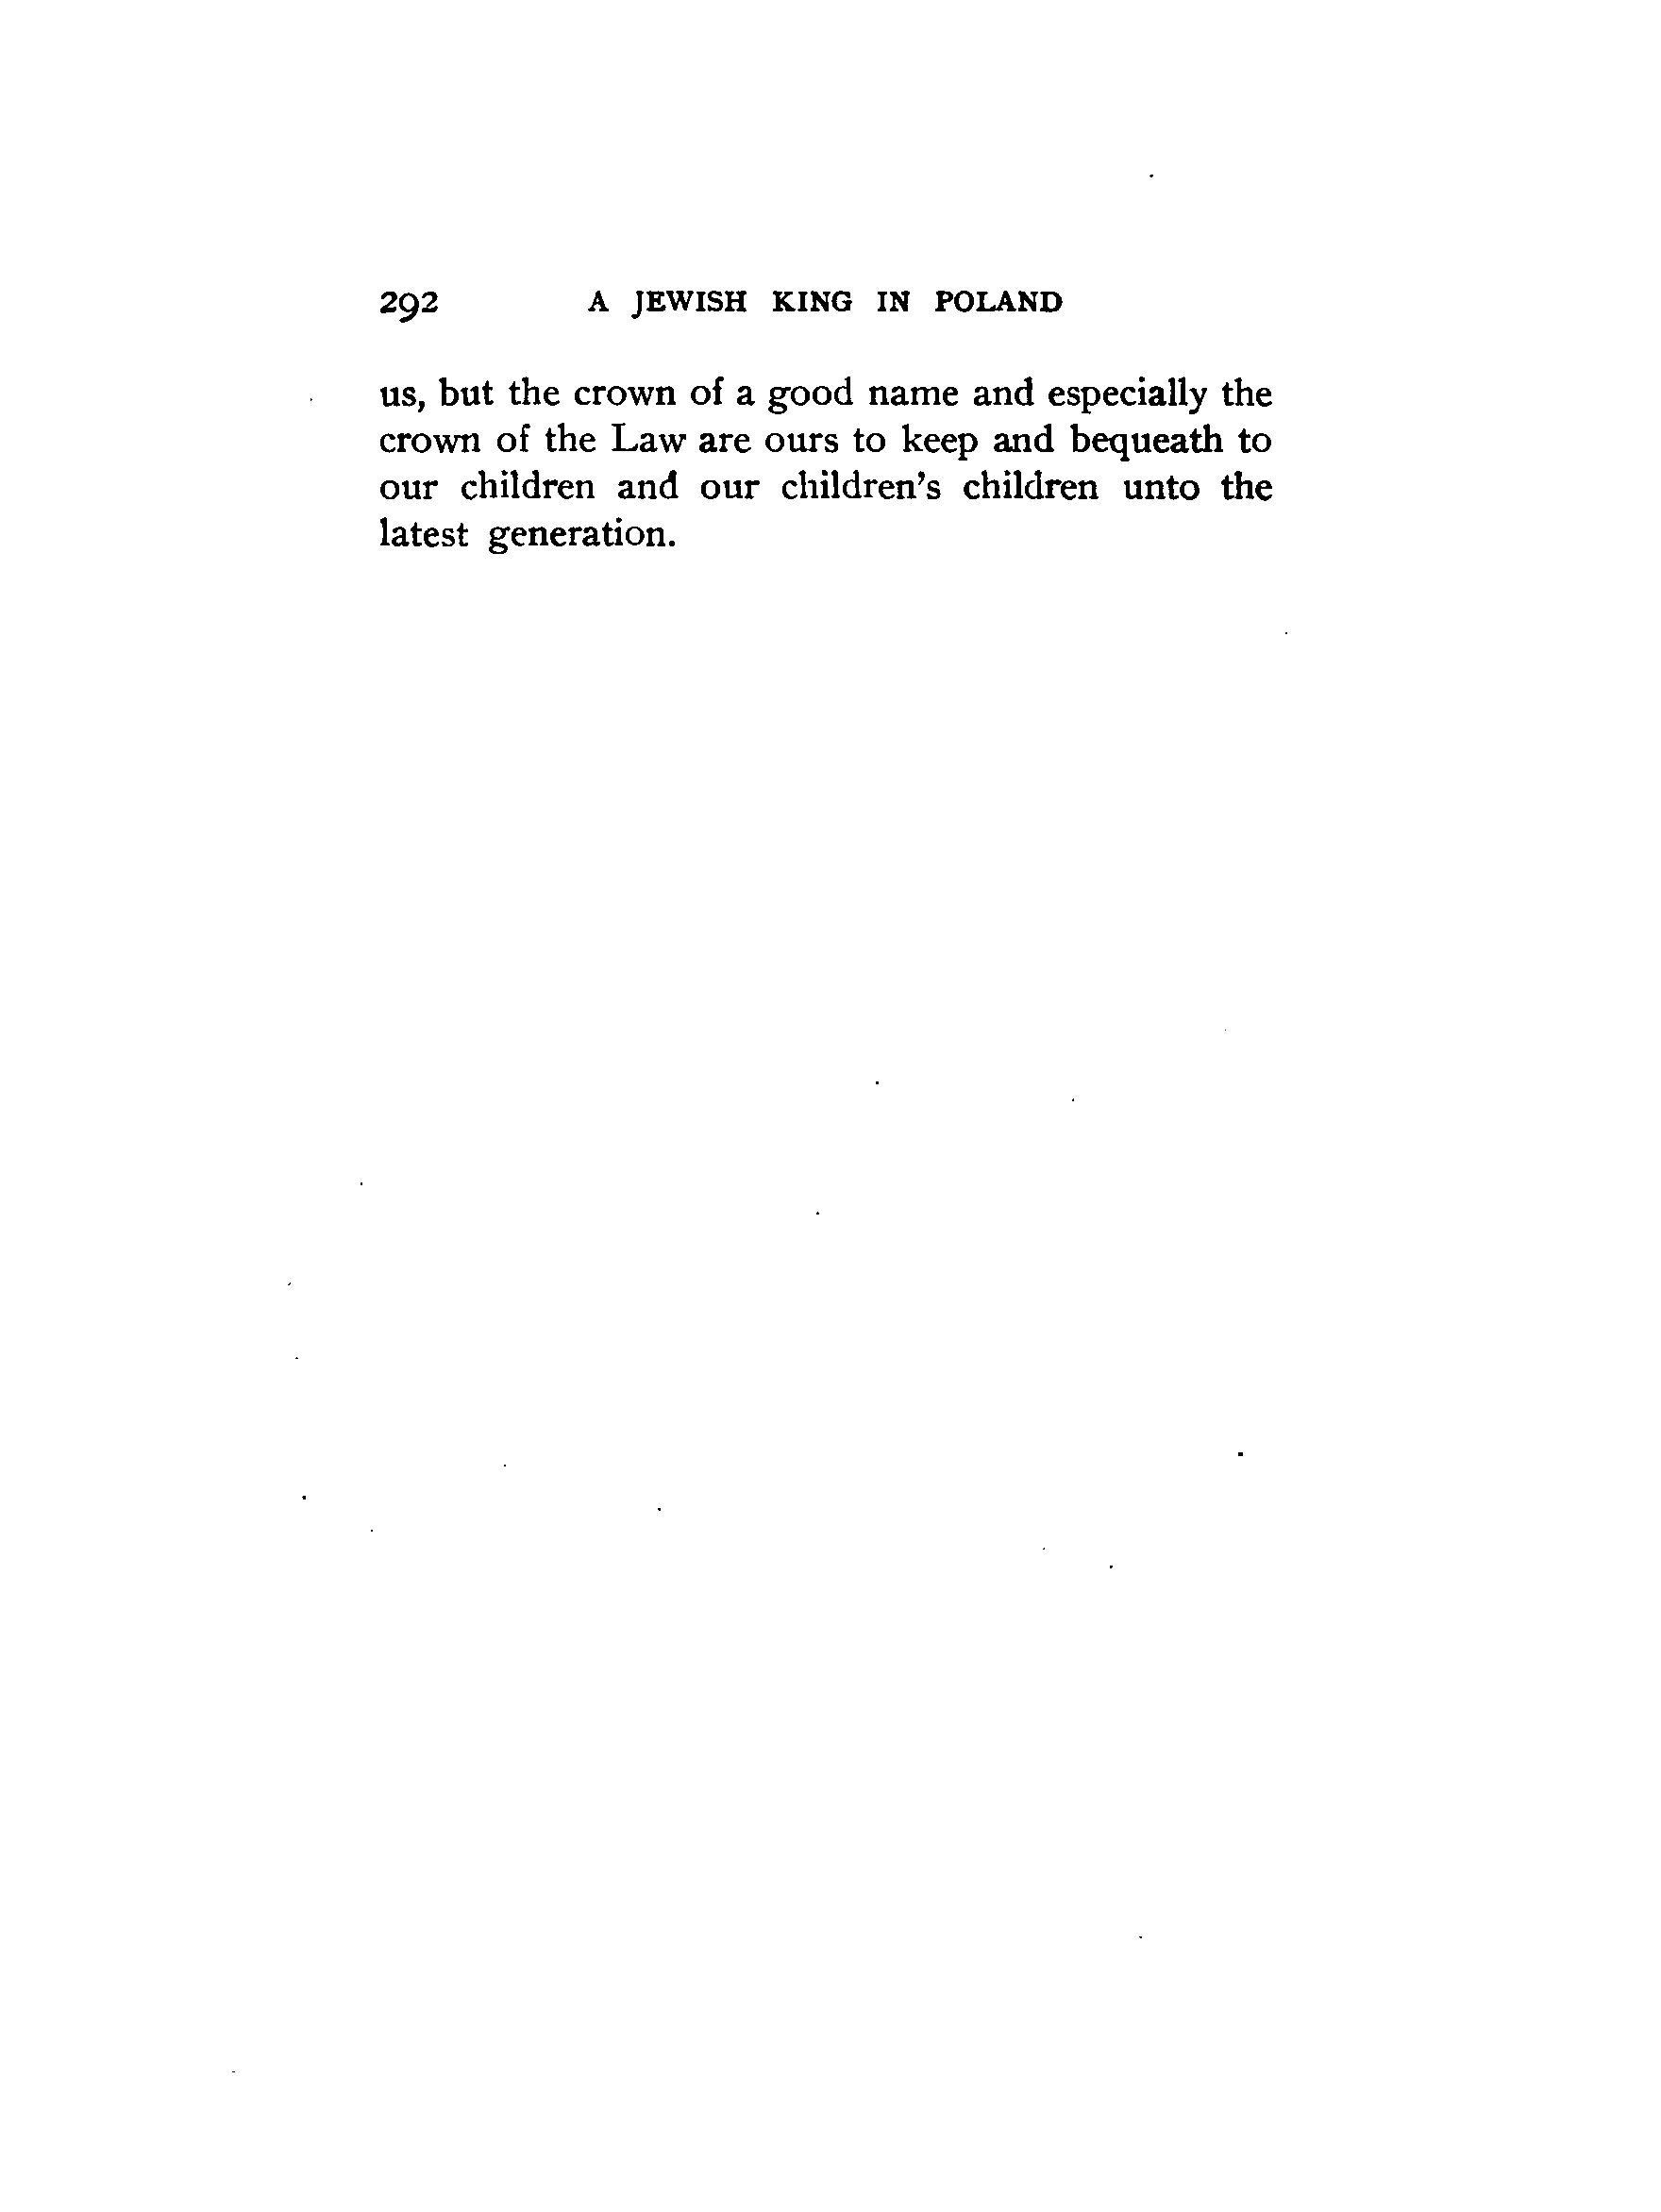 292 A JEWISH KING IN POLAND
us, but the crown of a good name and especially the
crown of the Law are ours to keep and bequeath to
our children and our children's children unto the
latest generation.